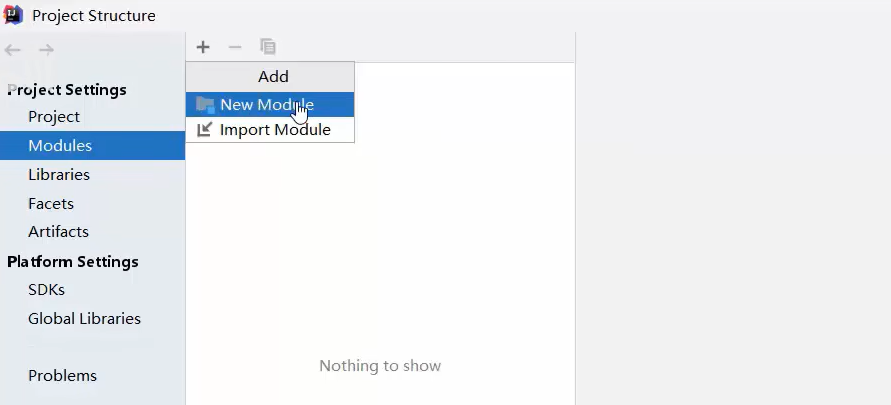 Project Structure
Project Settings
Project
Modules
Libraries
Facets
Artifacts
Platform Settings
SDKs
Global Libraries
Problems
Add
New Module
Import Module
Nothing to show